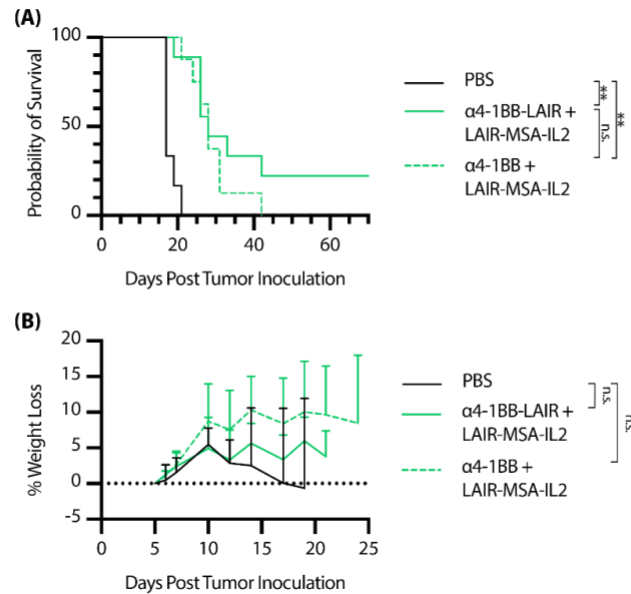 (A)
100
50
0
Probability of Survival
0 20 40 60
Days Post Tumor Inoculation
PBS
α4-1BB-LAIR +
LAIR-MSA-IL2
α4-1BB +
LAIR-MSA-IL2
**
n.s.
**
(B)
20
15
10
5
0
-5
% Weight Loss
0 5 10 15 20 25
Days Post Tumor Inoculation
PBS
α4-1BB-LAIR +
LAIR-MSA-IL2
α4-1BB +
LAIR-MSA-IL2
n.s.